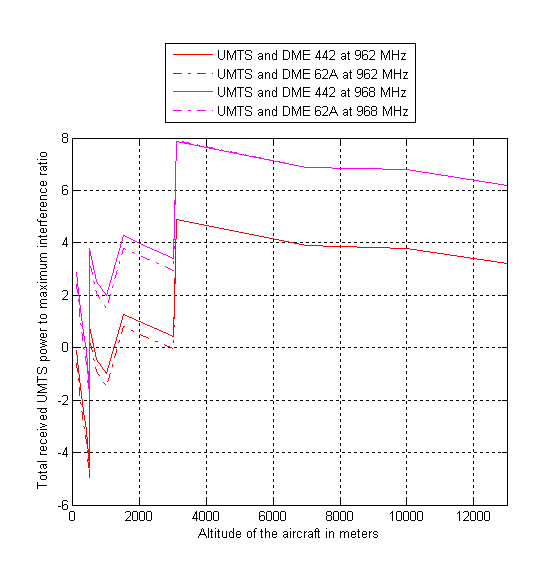 UMTS and DME 442 at 962 MHz
UMTS and DME 62A at 962 MHz
UMTS and DME 442 at 968 MHz
UMTS and DME 62A at 968 MHz
Total received UMTS power to maximum interference ratio
8
6
4
2
0
-2
-4
-6
0 2000 4000 6000 8000 10000 12000
Altitude of the aircraft in meters